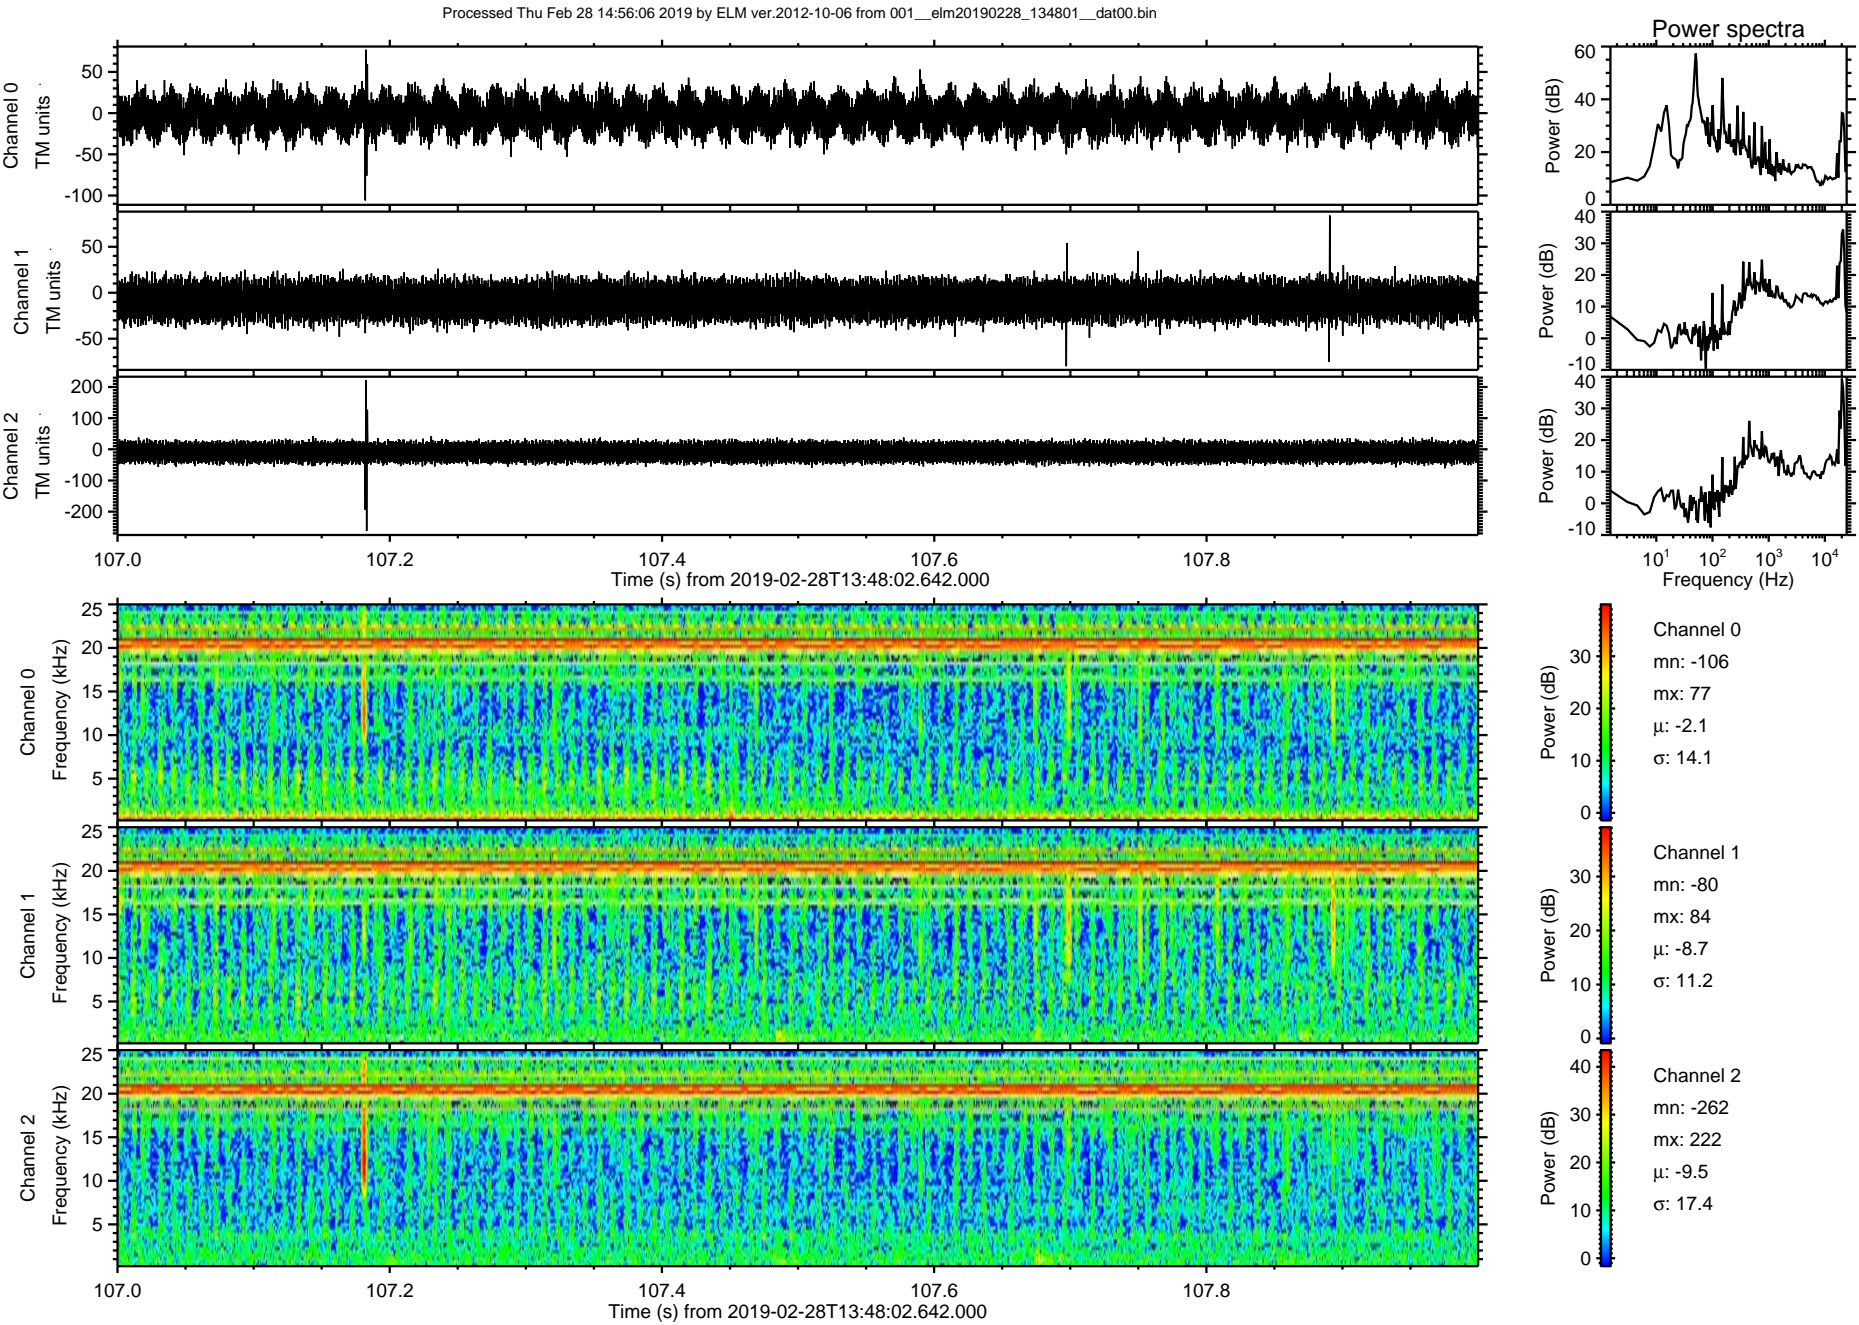 Processed Thu Feb 28 14:56:06 2019 by ELM ver.2012-10-06 from 001__elm20190228_134801__dat00.bin
Power spectra
Channel 0
TM units
50
0
-50
-100
Power (dB)
60
40
20
0
Channel 1
TM units
50
0
-50
Power (dB)
40
30
20
10
0
-10
Channel 2
TM units
200
100
0
-100
-200
Power (dB)
40
30
20
10
0
-10
107.0 107.2 107.4 107.6 107.8
Time (s) from 2019-02-28T13:48:02.642.000
10^1 10^2 10^3 10^4
Frequency (Hz)
Channel 0
Frequency (kHz)
25
20
15
10
5
Power (dB)
30
20
10
0
Channel 0
mn: -106
mx: 77
μ: -2.1
σ: 14.1
Channel 1
Frequency (kHz)
25
20
15
10
5
Power (dB)
30
20
10
0
Channel 1
mn: -80
mx: 84
μ: -8.7
σ: 11.2
Channel 2
Frequency (kHz)
25
20
15
10
5
Power (dB)
40
30
20
10
0
Channel 2
mn: -262
mx: 222
μ: -9.5
σ: 17.4
107.0 107.2 107.4 107.6 107.8
Time (s) from 2019-02-28T13:48:02.642.000